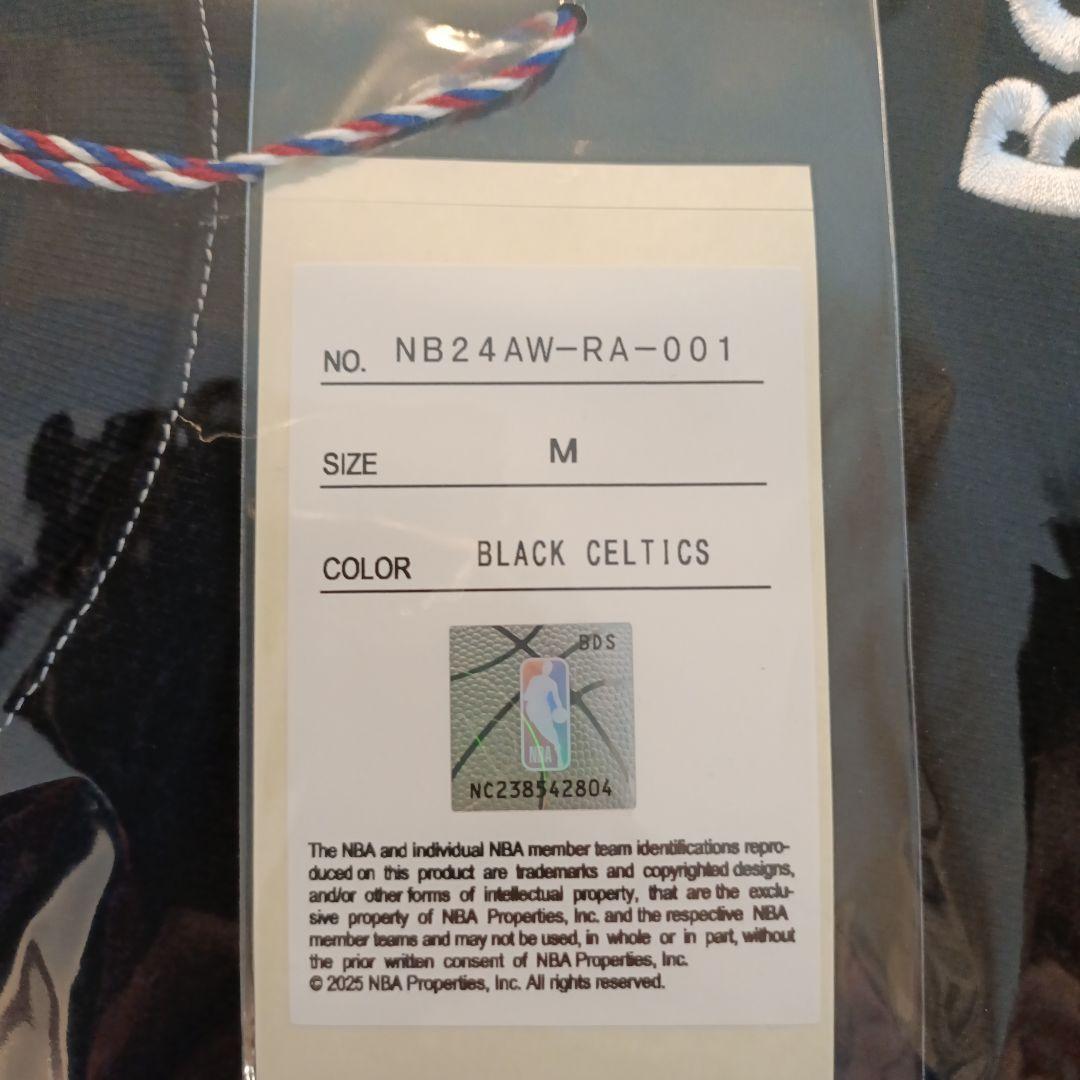 BO
NO. NB24AW-RA-001
SIZE M
COLOR BLACK CELTICS
BDS
NBA
NC238542804
The NBA and individual NBA member team identifications repro-
duced on this product are trademarks and copyrighted designs,
and/or other forms of intellectual property, that are the exclu-
sive property of NBA Properties, Inc. and the respective NBA
member teams and may not be used, in whole or in part, without
the prior written consent of NBA Properties, Inc.
© 2025 NBA Properties, Inc. All rights reserved.